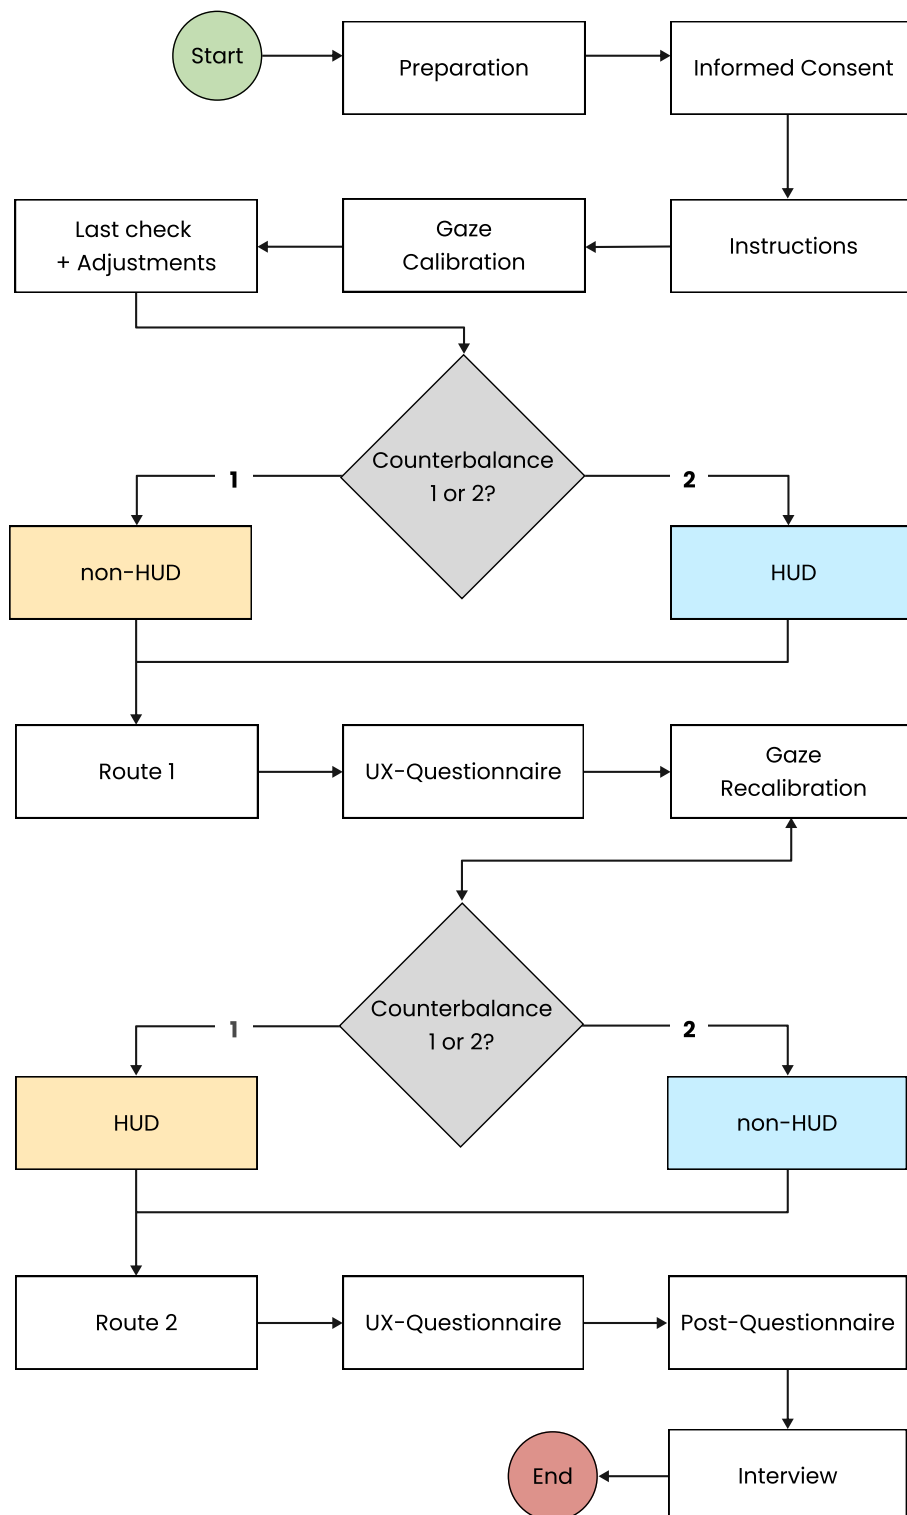 Start
Preparation
Informed Consent
Instructions
Gaze
Calibration
Last check
+ Adjustments
Counterbalance
1 or 2?
1
2
non-HUD
HUD
Route 1
UX-Questionnaire
Gaze
Recalibration
Counterbalance
1 or 2?
1
2
HUD
non-HUD
Route 2
UX-Questionnaire
Post-Questionnaire
Interview
End